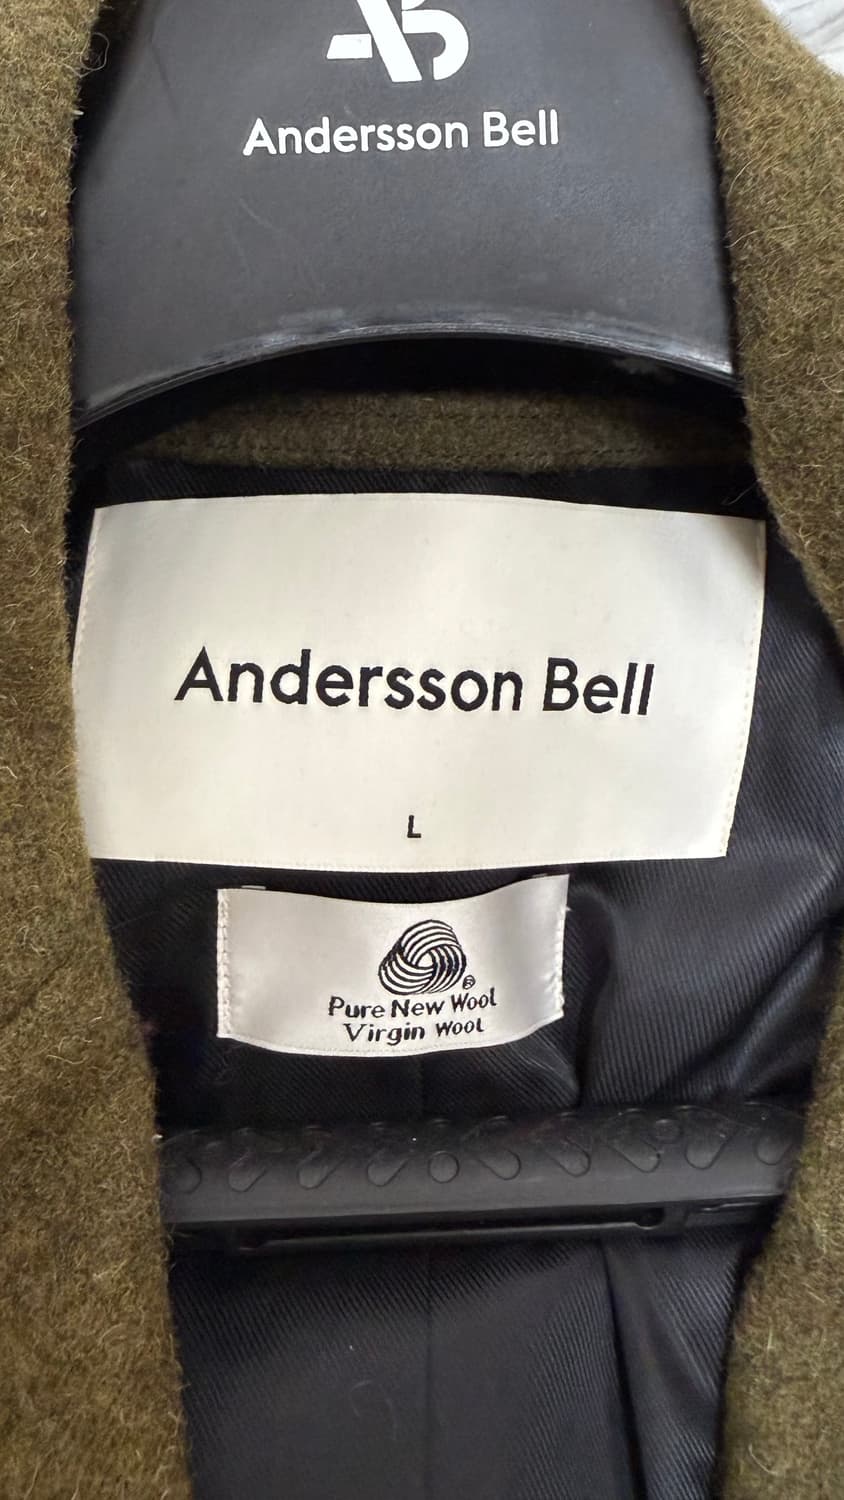 AB
Andersson Bell
Andersson Bell
L
®
Pure New Wool
Virgin Wool